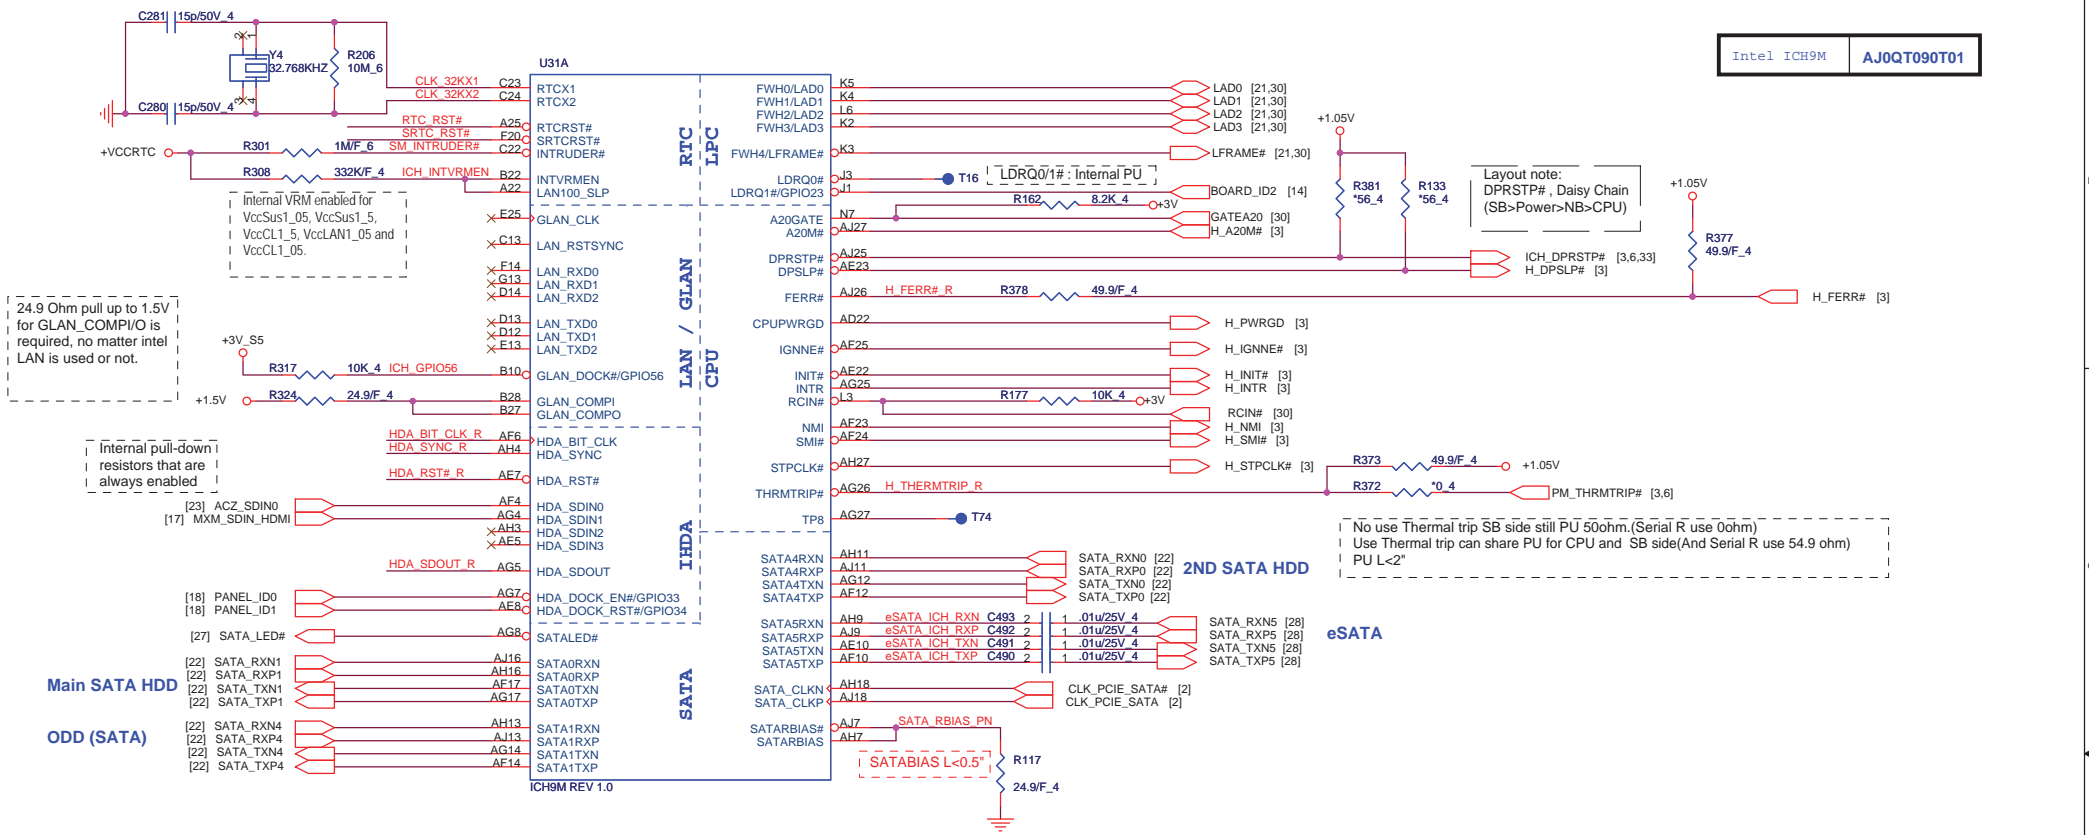 C281 15p/50V_4
2 1
Y4
32.768KHZ
R206
10M_6
3 4
C280 15p/50V_4
U31A
Intel ICH9M AJ0QT090T01
CLK_32KX1 C23 RTCX1
CLK_32KX2 C24 RTCX2
RTC_RST# A25 RTCRST#
SRTC_RST# F20 SRTCRST#
+VCCRTC R301 1M/F_6 SM_INTRUDER# C22 INTRUDER#
R308 332K/F_4 ICH_INTVRMEN B22 INTVRMEN
A22 LAN100_SLP
Internal VRM enabled for
VccSus1_05, VccSus1_5,
VccCL1_5, VccLAN1_05 and
VccCL1_05.
E25 GLAN_CLK
C13 LAN_RSTSYNC
F14 LAN_RXD0
G13 LAN_RXD1
D14 LAN_RXD2
D13 LAN_TXD0
D12 LAN_TXD1
E13 LAN_TXD2
24.9 Ohm pull up to 1.5V
for GLAN_COMPI/O is
required, no matter intel
LAN is used or not.
+3V_S5
R317 10K_4 ICH_GPIO56 B10 GLAN_DOCK#/GPIO56
+1.5V R324 24.9/F_4 B28 GLAN_COMPI
B27 GLAN_COMPO
HDA_BIT_CLK_R AF6 HDA_BIT_CLK
HDA_SYNC_R AH4 HDA_SYNC
Internal pull-down
resistors that are
always enabled
HDA_RST#_R AE7 HDA_RST#
[23] ACZ_SDIN0 AF4 HDA_SDIN0
[17] MXM_SDIN_HDMI AG4 HDA_SDIN1
AH3 HDA_SDIN2
AE5 HDA_SDIN3
HDA_SDOUT_R AG5 HDA_SDOUT
[18] PANEL_ID0 AG7 HDA_DOCK_EN#/GPIO33
[18] PANEL_ID1 AE8 HDA_DOCK_RST#/GPIO34
[27] SATA_LED# AG8 SATALED#
Main SATA HDD
[22] SATA_RXN1 AJ16 SATA0RXN
[22] SATA_RXP1 AH16 SATA0RXP
[22] SATA_TXN1 AF17 SATA0TXN
[22] SATA_TXP1 AG17 SATA0TXP
ODD (SATA)
[22] SATA_RXN4 AH13 SATA1RXN
[22] SATA_RXP4 AJ13 SATA1RXP
[22] SATA_TXN4 AG14 SATA1TXN
[22] SATA_TXP4 AF14 SATA1TXP
ICH9M REV 1.0
RTC
LPC
LAN / GLAN
CPU
IHDA
SATA
FWH0/LAD0 K5 LAD0 [21,30]
FWH1/LAD1 K4 LAD1 [21,30]
FWH2/LAD2 L6 LAD2 [21,30]
FWH3/LAD3 K2 LAD3 [21,30]
FWH4/LFRAME# K3 LFRAME# [21,30]
LDRQ0# J3 T16
LDRQ0/1# : Internal PU
LDRQ1#/GPIO23 J1 BOARD_ID2 [14]
R162 8.2K_4 +3V
A20GATE N7 GATEA20 [30]
A20M# AJ27 H_A20M# [3]
+1.05V
R381
*56_4
R133
*56_4
Layout note:
DPRSTP# , Daisy Chain
(SB>Power>NB>CPU)
+1.05V
R377
49.9/F_4
DPRSTP# AJ25 ICH_DPRSTP# [3,6,33]
DPSLP# AE23 H_DPSLP# [3]
FERR# AJ26 H_FERR#_R R378 49.9/F_4 H_FERR# [3]
CPUPWRGD AD22 H_PWRGD [3]
IGNNE# AF25 H_IGNNE# [3]
INIT# AE22 H_INIT# [3]
INTR AG25 H_INTR [3]
RCIN# L3 R177 10K_4 +3V
RCIN# [30]
NMI AF23 H_NMI [3]
SMI# AF24 H_SMI# [3]
STPCLK# AH27 H_STPCLK# [3]
R373 49.9/F_4 +1.05V
THRMTRIP# AG26 H_THERMTRIP_R R372 *0_4 PM_THRMTRIP# [3,6]
TP8 AG27 T74
No use Thermal trip SB side still PU 50ohm.(Serial R use 0ohm)
Use Thermal trip can share PU for CPU and SB side(And Serial R use 54.9 ohm)
PU L<2"
SATA4RXN AH11 SATA_RXN0 [22]
SATA4RXP AJ11 SATA_RXP0 [22]
SATA4TXN AG12 SATA_TXN0 [22]
SATA4TXP AF12 SATA_TXP0 [22]
2ND SATA HDD
SATA5RXN AH9 eSATA_ICH_RXN C493 2 1 .01u/25V_4 SATA_RXN5 [28]
SATA5RXP AJ9 eSATA_ICH_RXP C492 2 1 .01u/25V_4 SATA_RXP5 [28]
SATA5TXN AE10 eSATA_ICH_TXN C491 2 1 .01u/25V_4 SATA_TXN5 [28]
SATA5TXP AF10 eSATA_ICH_TXP C490 2 1 .01u/25V_4 SATA_TXP5 [28]
eSATA
SATA_CLKN AH18 CLK_PCIE_SATA# [2]
SATA_CLKP AJ18 CLK_PCIE_SATA [2]
SATARBIAS# AJ7 SATA_RBIAS_PN
SATARBIAS AH7
SATABIAS L<0.5"
R117
24.9/F_4